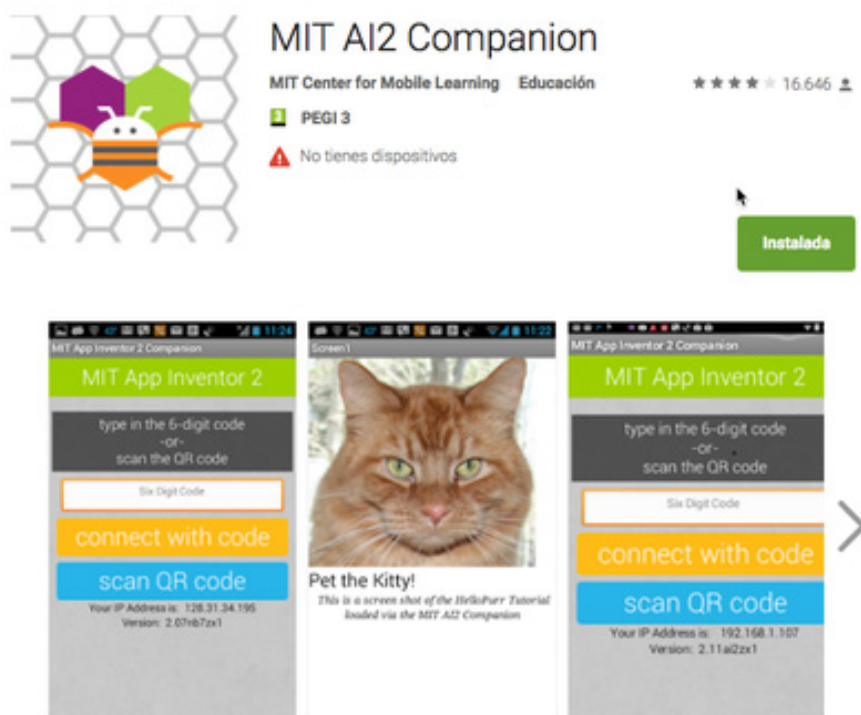 MIT AI2 Companion
MIT Center for Mobile Learning Educación 16.646
3 PEGI 3
No tienes dispositivos
Instalada
11:24
MIT App Inventor 2 Companion
MIT App Inventor 2
type in the 6-digit code
-or-
scan the QR code
Six Digit Code
connect with code
scan QR code
Your IP Address is: 128.31.34.195
Version: 2.07nb7zx1
11:22
Screen1
Pet the Kitty!
This is a screen shot of the HelloPurr Tutorial
loaded via the MIT AI2 Companion
MIT App Inventor 2 Companion
MIT App Inventor 2
type in the 6-digit code
-or-
scan the QR code
Six Digit Code
connect with code
scan QR code
Your IP Address is: 192.168.1.107
Version: 2.11ai2zx1